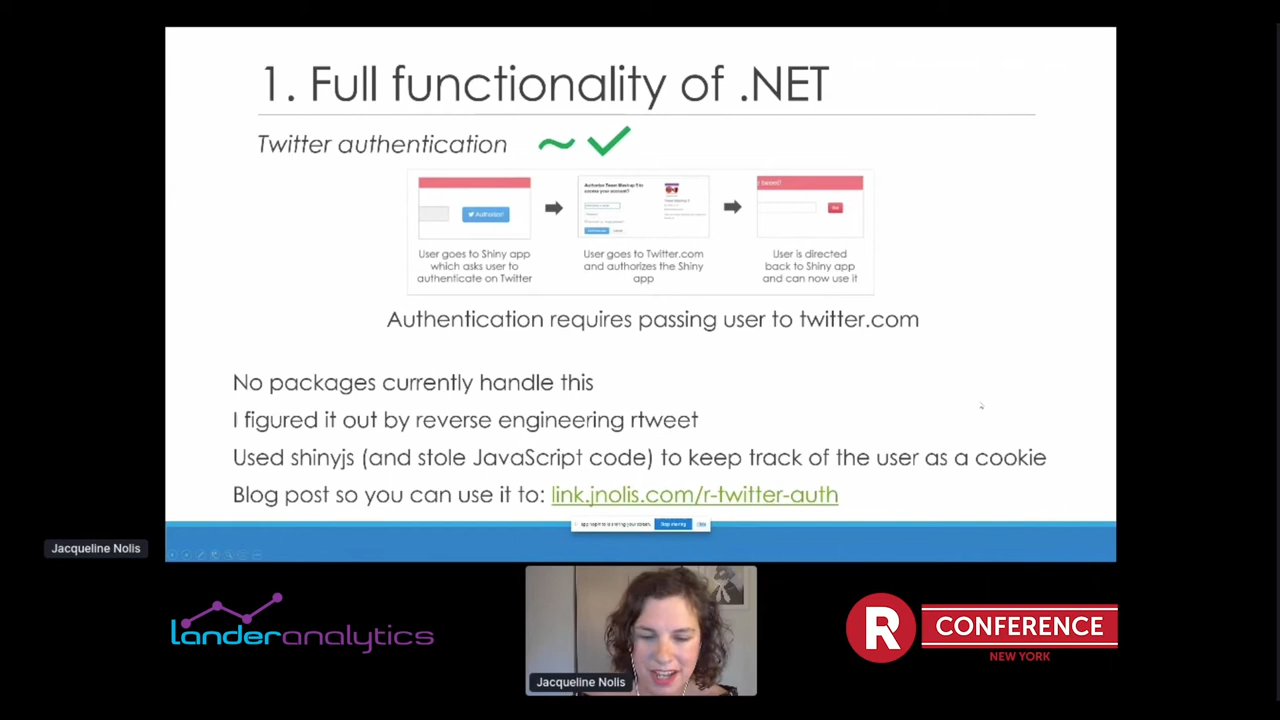 1. Full functionality of .NET
Twitter authentication
Authorize!
User goes to Shiny app
which asks user to
authenticate on Twitter
User goes to Twitter.com
and authorizes the Shiny
app
User is directed
back to Shiny app
and can now use it
Authentication requires passing user to twitter.com
No packages currently handle this
I figured it out by reverse engineering rtweet
Used shinyjs (and stole JavaScript code) to keep track of the user as a cookie
Blog post so you can use it to: link.jnolis.com/r-twitter-auth
Stop sharing
Jacqueline Nolis
landeranalytics
Jacqueline Nolis
R CONFERENCE
NEW YORK